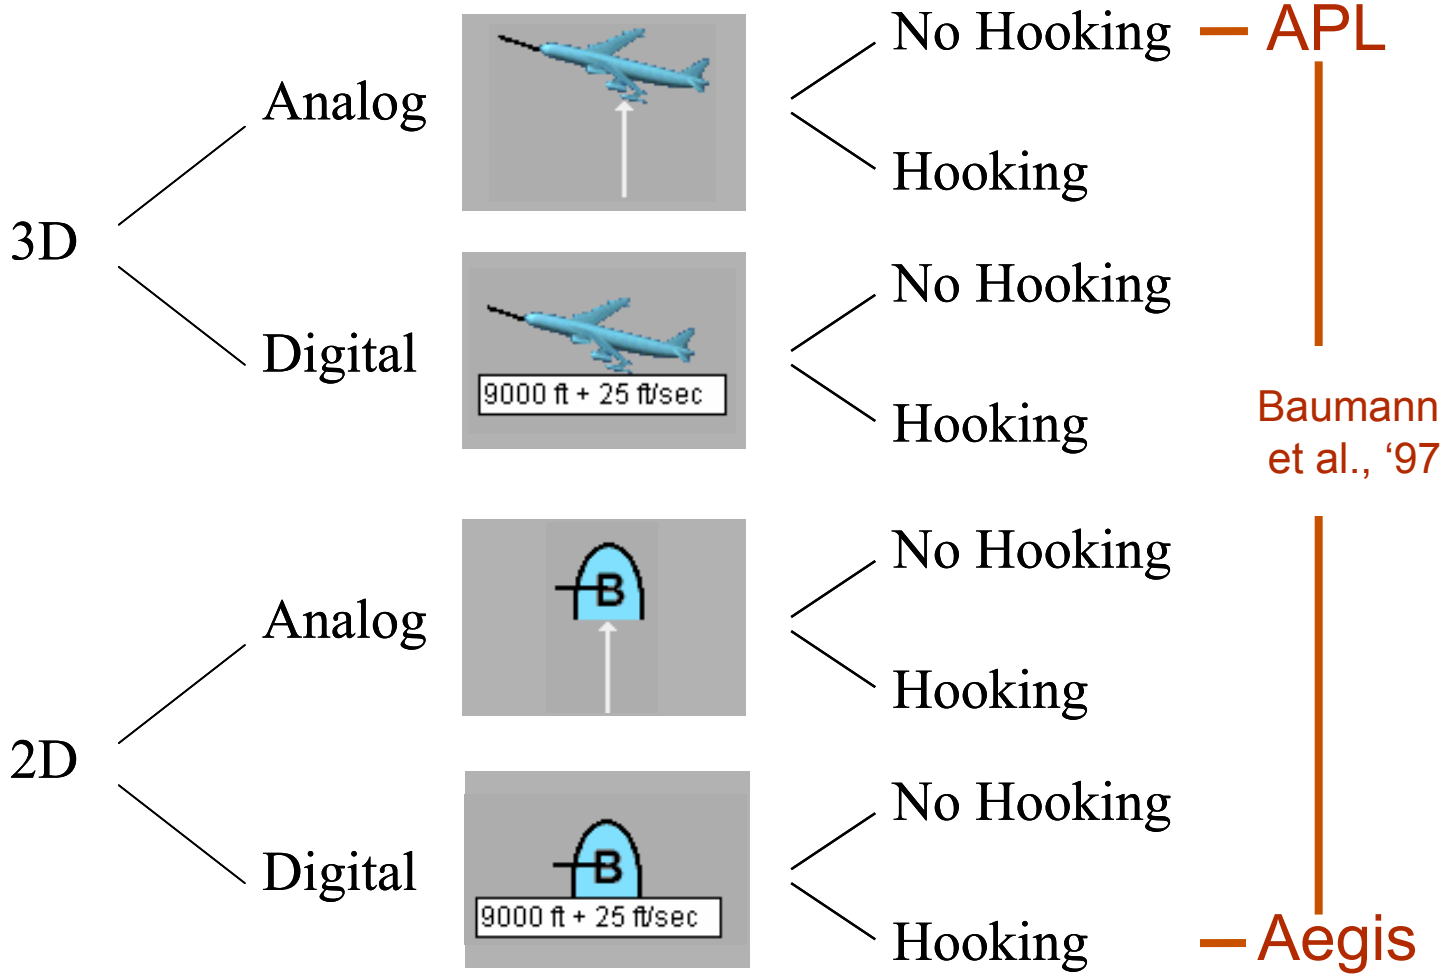 No Hooking
APL
Analog
Hooking
3D
No Hooking
Digital
9000 ft + 25 ft/sec
Hooking
Baumann
et al., ‘97
No Hooking
B
Analog
Hooking
2D
No Hooking
B
Digital
9000 ft + 25 ft/sec
Hooking
Aegis